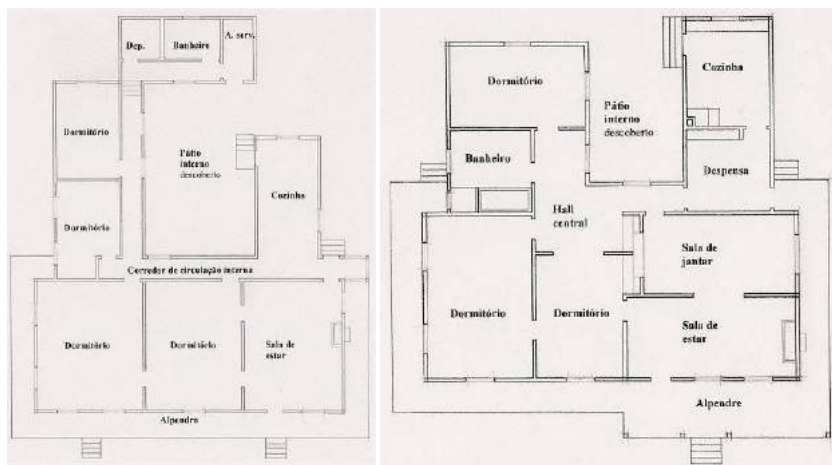 Dep.
Banheiro
A. serv.
Dormitório
Pátio
interno
descoberto
Cozinha
Dormitório
Corredor de circulação interna
Dormitório
Dormitório
Sala de
estar
Alpendre
Dormitório
Pátio
interno
descoberto
Cozinha
Banheiro
Despensa
Hall
central
Sala de
jantar
Dormitório
Dormitório
Sala de
estar
Alpendre